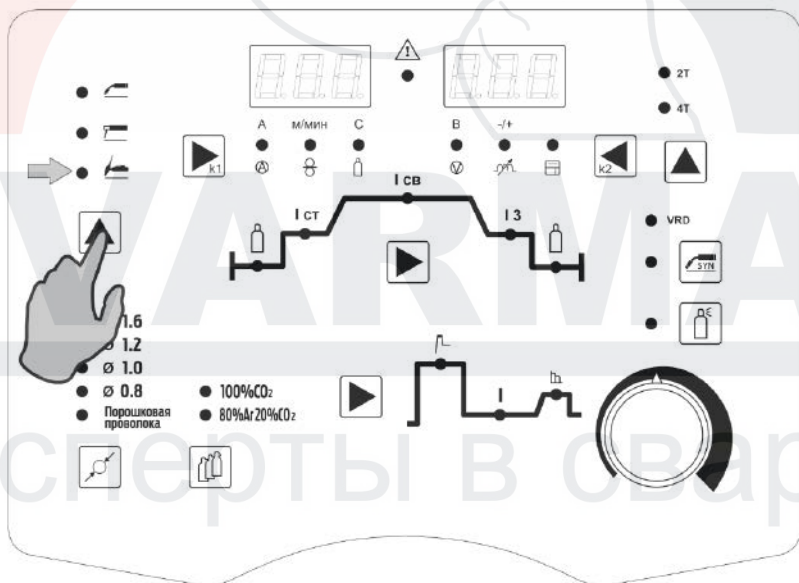 2T
4T
A м/мин C B -/+
k1 k2
I св
I ст I з
VRD
SYN
1.6
ø 1.2
ø 1.0
ø 0.8
Порошковая
проволока
100%CO₂
80%Ar20%CO₂
I
VARMA
сперты в свар